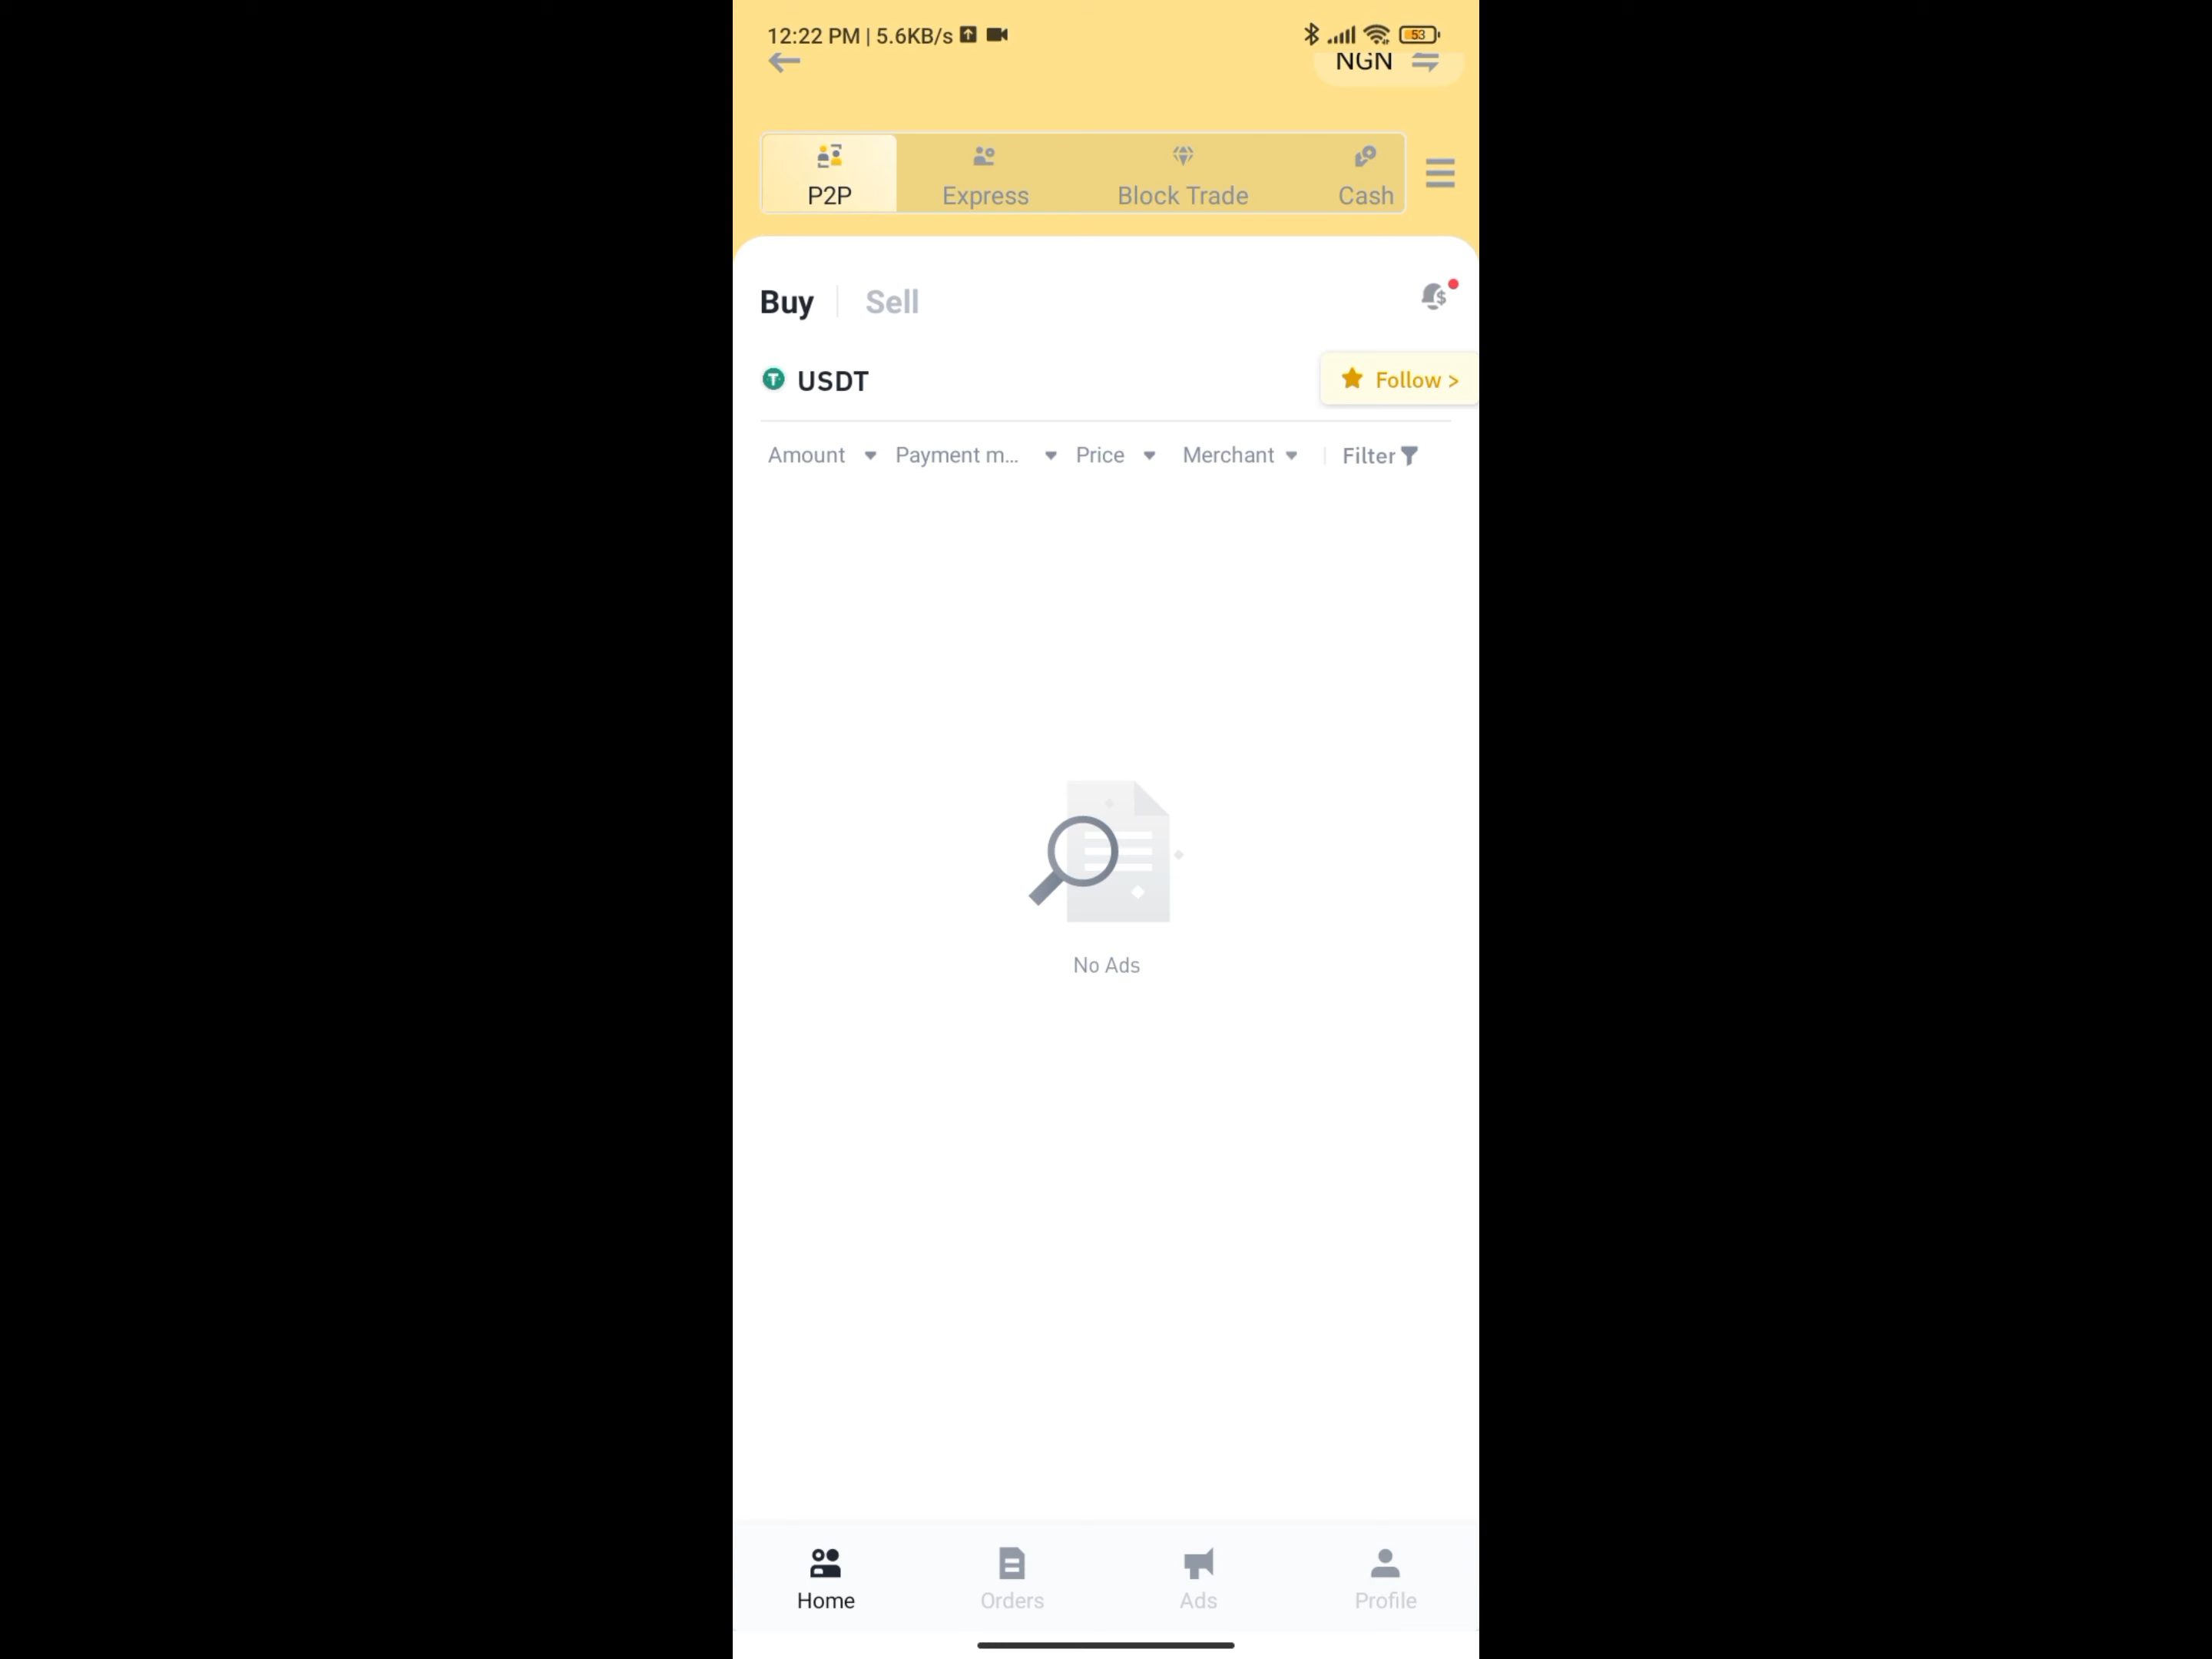 12:22 PM | 5.6KB/s
53
NGN
P2P
Express
Block Trade
Cash
Buy
Sell
USDT
Follow >
Amount
Payment m...
Price
Merchant
Filter
No Ads
Home
Orders
Ads
Profile